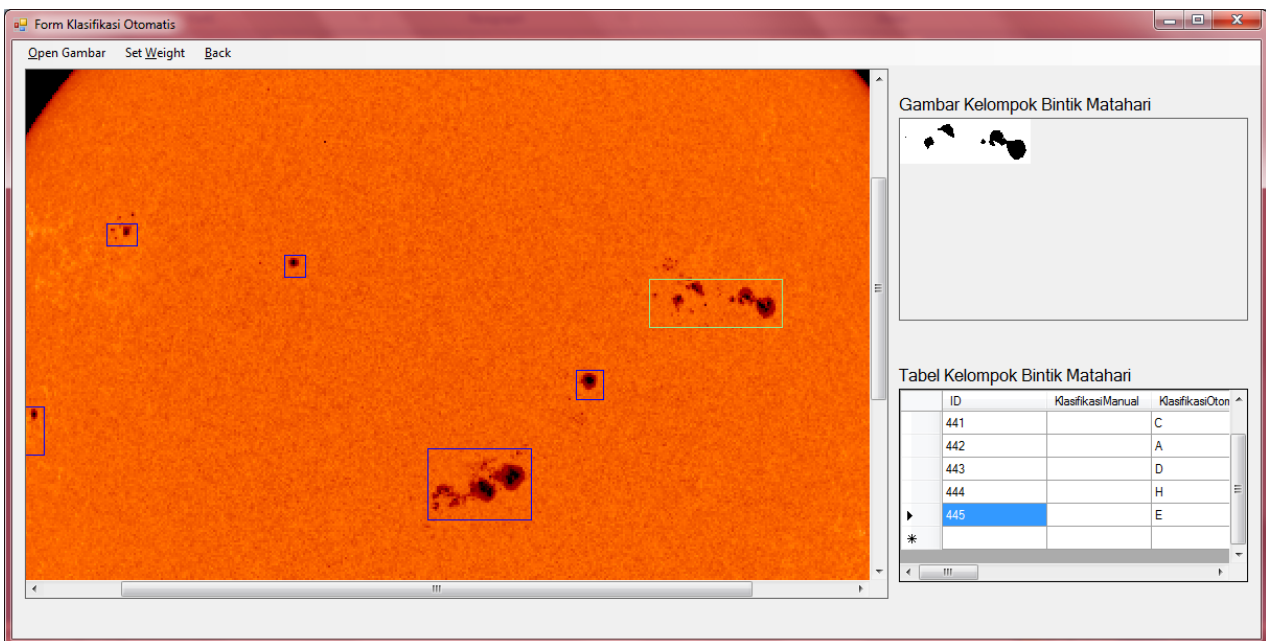 Form Klasifikasi Otomatis
Open Gambar Set Weight Back
Gambar Kelompok Bintik Matahari
Tabel Kelompok Bintik Matahari
ID KlasifikasiManual KlasifikasiOtom
441 C
442 A
443 D
444 H
445 E